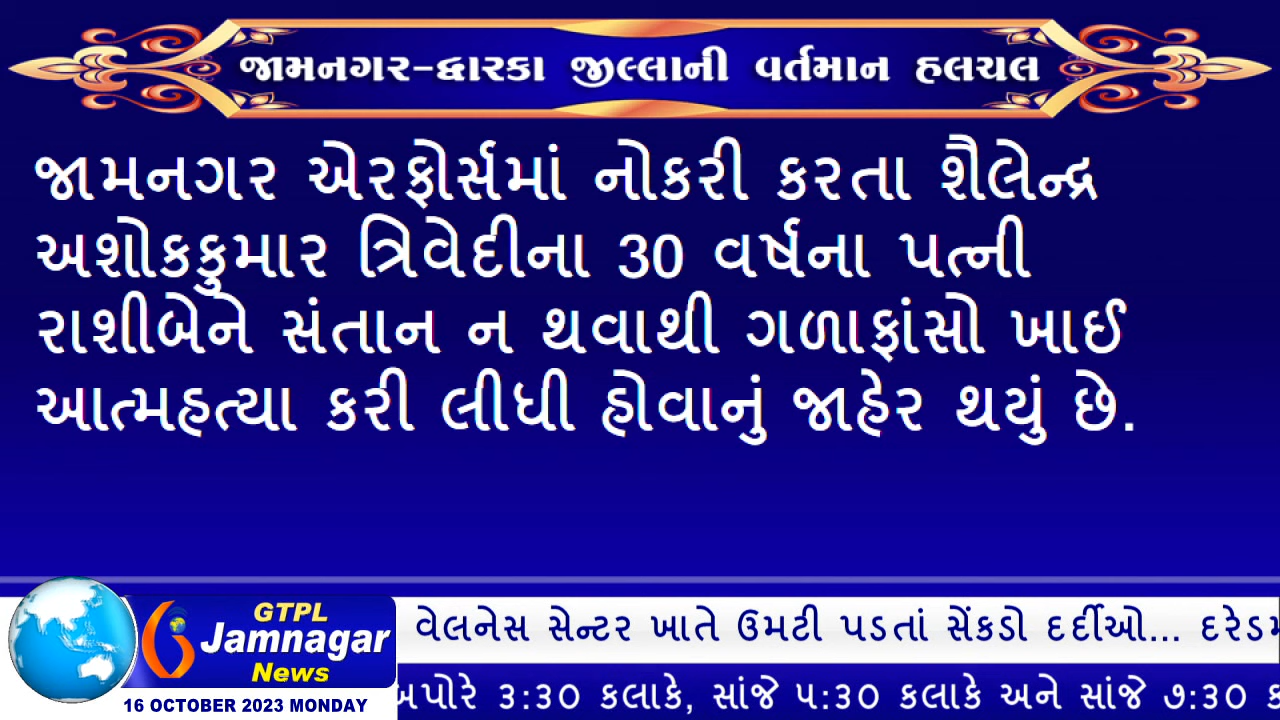 જામનગર-દ્વારકા જીલ્લાની વર્તમાન હલચલ
જામનગર એરફોર્સમાં નોકરી કરતા શૈલેન્દ્ર
અશોકકુમાર ત્રિવેદીના 30 વર્ષના પત્ની
રાશીબેને સંતાન ન થવાથી ગળાફાંસો ખાઈ
આત્મહત્યા કરી લીધી હોવાનું જાહેર થયું છે.
GTPL
Jamnagar
News
વેલનેસ સેન્ટર ખાતે ઉમટી પડતાં સેંકડો દર્દીઓ...
૩:૩૦ કલાકે, સાંજે ૫:૩૦ કલાકે અને સાંજે ૭:૩૦
16 OCTOBER 2023 MONDAY